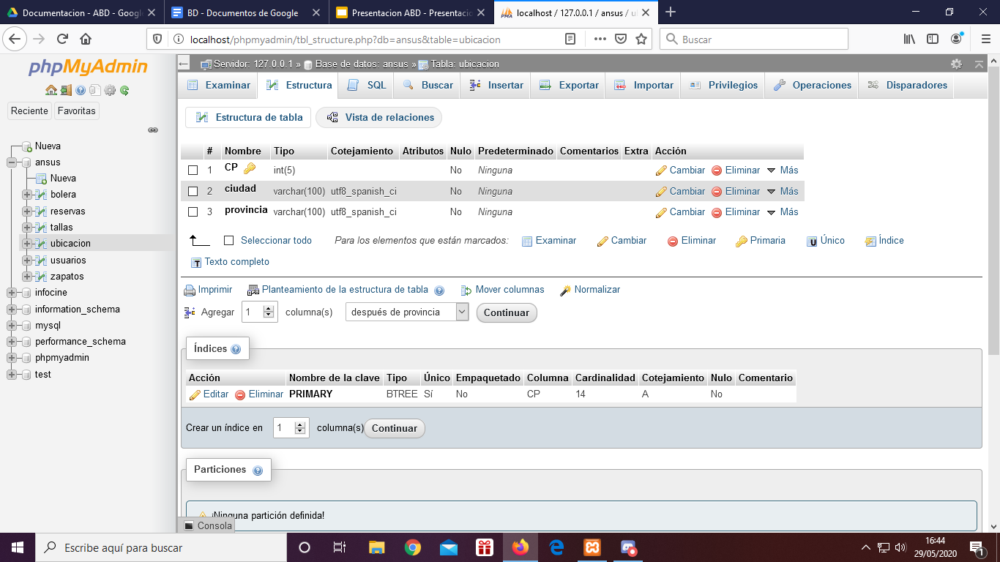 Documentacion - ABD - Googl
BD - Documentos de Google
Presentacion ABD - Presentacio
localhost / 127.0.0.1 / ansus / u
localhost/phpmyadmin/tbl_structure.php?db=ansus&table=ubicacion
Buscar
phpMyAdmin
Reciente Favoritas
Nueva
ansus
Nueva
bolera
reservas
tallas
ubicacion
usuarios
zapatos
infocine
information_schema
mysql
performance_schema
phpmyadmin
test
Servidor: 127.0.0.1 » Base de datos: ansus » Tabla: ubicacion
Examinar Estructura SQL Buscar Insertar Exportar Importar Privilegios Operaciones Disparadores
Estructura de tabla Vista de relaciones
# Nombre Tipo Cotejamiento Atributos Nulo Predeterminado Comentarios Extra Acción
1 CP int(5) No Ninguna Cambiar Eliminar Más
2 ciudad varchar(100) utf8_spanish_ci No Ninguna Cambiar Eliminar Más
3 provincia varchar(100) utf8_spanish_ci No Ninguna Cambiar Eliminar Más
Seleccionar todo Para los elementos que están marcados: Examinar Cambiar Eliminar Primaria Único Índice
Texto completo
Imprimir Planteamiento de la estructura de tabla Mover columnas Normalizar
Agregar 1 columna(s) después de provincia Continuar
Índices
Acción Nombre de la clave Tipo Único Empaquetado Columna Cardinalidad Cotejamiento Nulo Comentario
Editar Eliminar PRIMARY BTREE Sí No CP 14 A No
Crear un índice en 1 columna(s) Continuar
Particiones
¡Ninguna partición definida!
Consola
Escribe aquí para buscar
16:44
29/05/2020
1